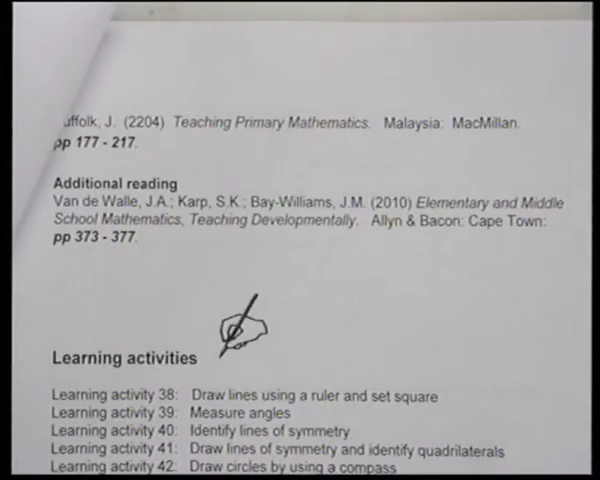 uffolk, J. (2204) Teaching Primary Mathematics. Malaysia: MacMillan.
pp 177 - 217.
Additional reading
Van de Walle, J.A.; Karp, S.K.; Bay-Williams, J.M. (2010) Elementary and Middle
School Mathematics, Teaching Developmentally. Allyn & Bacon: Cape Town:
pp 373 - 377.
Learning activities
Learning activity 38: Draw lines using a ruler and set square
Learning activity 39: Measure angles
Learning activity 40: Identify lines of symmetry
Learning activity 41: Draw lines of symmetry and identify quadrilaterals
Learning activity 42: Draw circles by using a compass